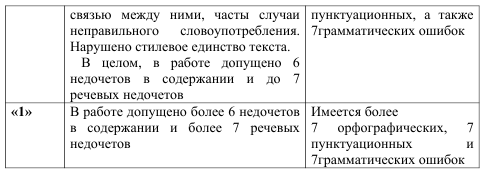 связью между ними, часты случаи
неправильного словоупотребления.
Нарушено стилевое единство текста.
В целом, в работе допущено 6
недочетов в содержании и до 7
речевых недочетов
пунктуационных, а также
7грамматических ошибок
«1»
В работе допущено более 6 недочетов
в содержании и более 7 речевых
недочетов
Имеется более
7 орфографических, 7
пунктуационных и
7грамматических ошибок